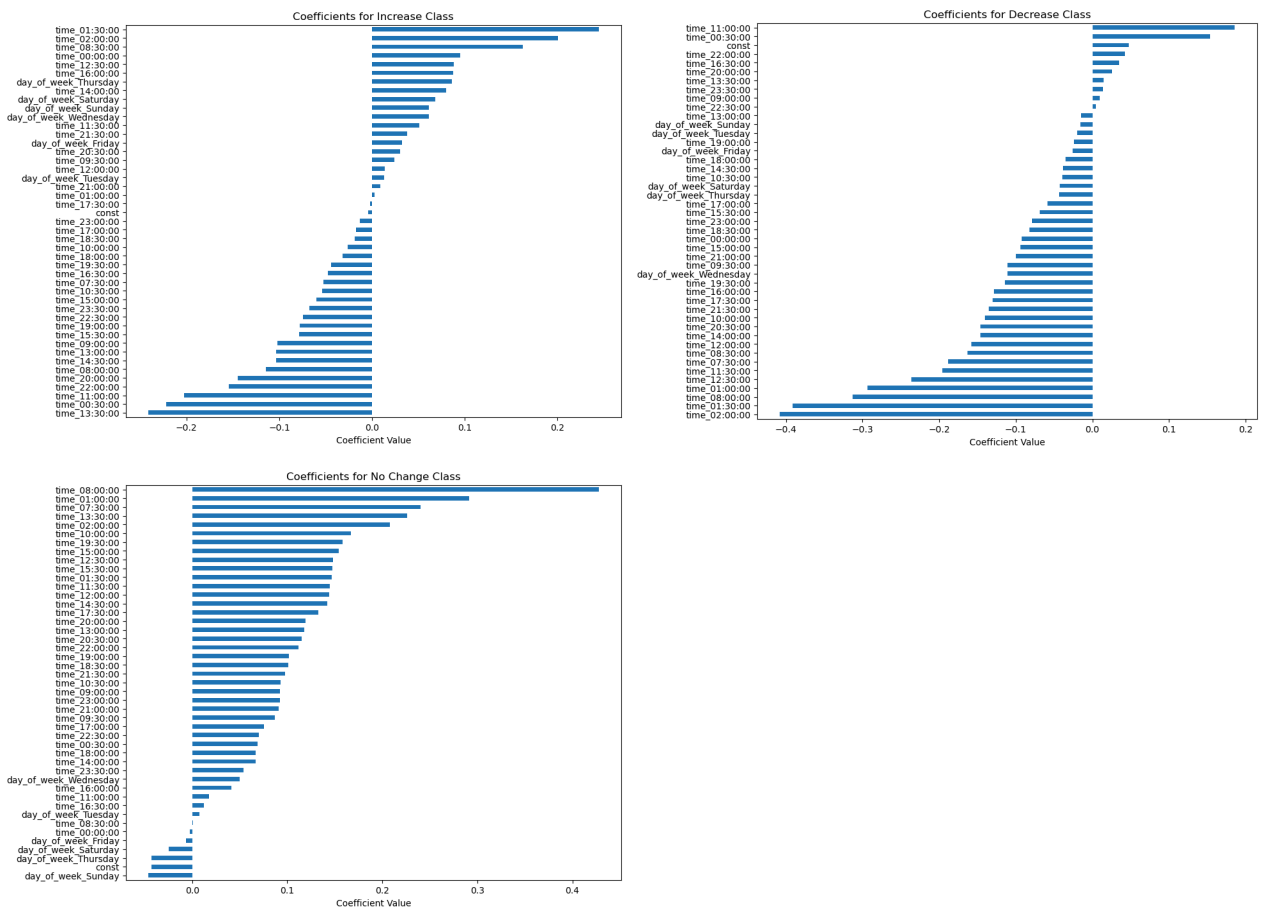 Coefficients for Increase Class
time_01:30:00
time_02:00:00
time_08:30:00
time_00:00:00
time_12:30:00
time_16:00:00
day_of_week_Thursday
time_14:00:00
day_of_week_Saturday
day_of_week_Sunday
day_of_week_Wednesday
time_11:30:00
time_21:30:00
day_of_week_Friday
time_20:30:00
time_09:30:00
time_12:00:00
day_of_week_Tuesday
time_21:00:00
time_01:00:00
time_17:30:00
const
time_23:00:00
time_17:00:00
time_18:30:00
time_10:00:00
time_18:00:00
time_19:30:00
time_16:30:00
time_07:30:00
time_10:30:00
time_15:00:00
time_23:30:00
time_22:30:00
time_19:00:00
time_15:30:00
time_09:00:00
time_13:00:00
time_14:30:00
time_08:00:00
time_20:00:00
time_22:00:00
time_11:00:00
time_00:30:00
time_13:30:00
−0.2 −0.1 0.0 0.1 0.2
Coefficient Value
Coefficients for Decrease Class
time_11:00:00
time_00:30:00
const
time_22:00:00
time_16:30:00
time_20:00:00
time_13:30:00
time_23:30:00
time_09:00:00
time_22:30:00
time_13:00:00
day_of_week_Sunday
day_of_week_Tuesday
time_19:00:00
day_of_week_Friday
time_18:00:00
time_14:30:00
time_10:30:00
day_of_week_Saturday
day_of_week_Thursday
time_17:00:00
time_15:30:00
time_23:00:00
time_18:30:00
time_00:00:00
time_15:00:00
time_21:00:00
time_09:30:00
day_of_week_Wednesday
time_19:30:00
time_16:00:00
time_17:30:00
time_21:30:00
time_10:00:00
time_20:30:00
time_14:00:00
time_12:00:00
time_08:30:00
time_07:30:00
time_11:30:00
time_12:30:00
time_01:00:00
time_08:00:00
time_01:30:00
time_02:00:00
−0.4 −0.3 −0.2 −0.1 0.0 0.1 0.2
Coefficient Value
Coefficients for No Change Class
time_08:00:00
time_01:00:00
time_07:30:00
time_13:30:00
time_02:00:00
time_10:00:00
time_19:30:00
time_15:00:00
time_12:30:00
time_15:30:00
time_01:30:00
time_11:30:00
time_12:00:00
time_14:30:00
time_17:30:00
time_20:00:00
time_13:00:00
time_20:30:00
time_22:00:00
time_19:00:00
time_18:30:00
time_21:30:00
time_10:30:00
time_09:00:00
time_23:00:00
time_21:00:00
time_09:30:00
time_17:00:00
time_22:30:00
time_00:30:00
time_18:00:00
time_14:00:00
time_23:30:00
day_of_week_Wednesday
time_16:00:00
time_11:00:00
time_16:30:00
day_of_week_Tuesday
time_08:30:00
time_00:00:00
day_of_week_Friday
day_of_week_Saturday
day_of_week_Thursday
const
day_of_week_Sunday
0.0 0.1 0.2 0.3 0.4
Coefficient Value